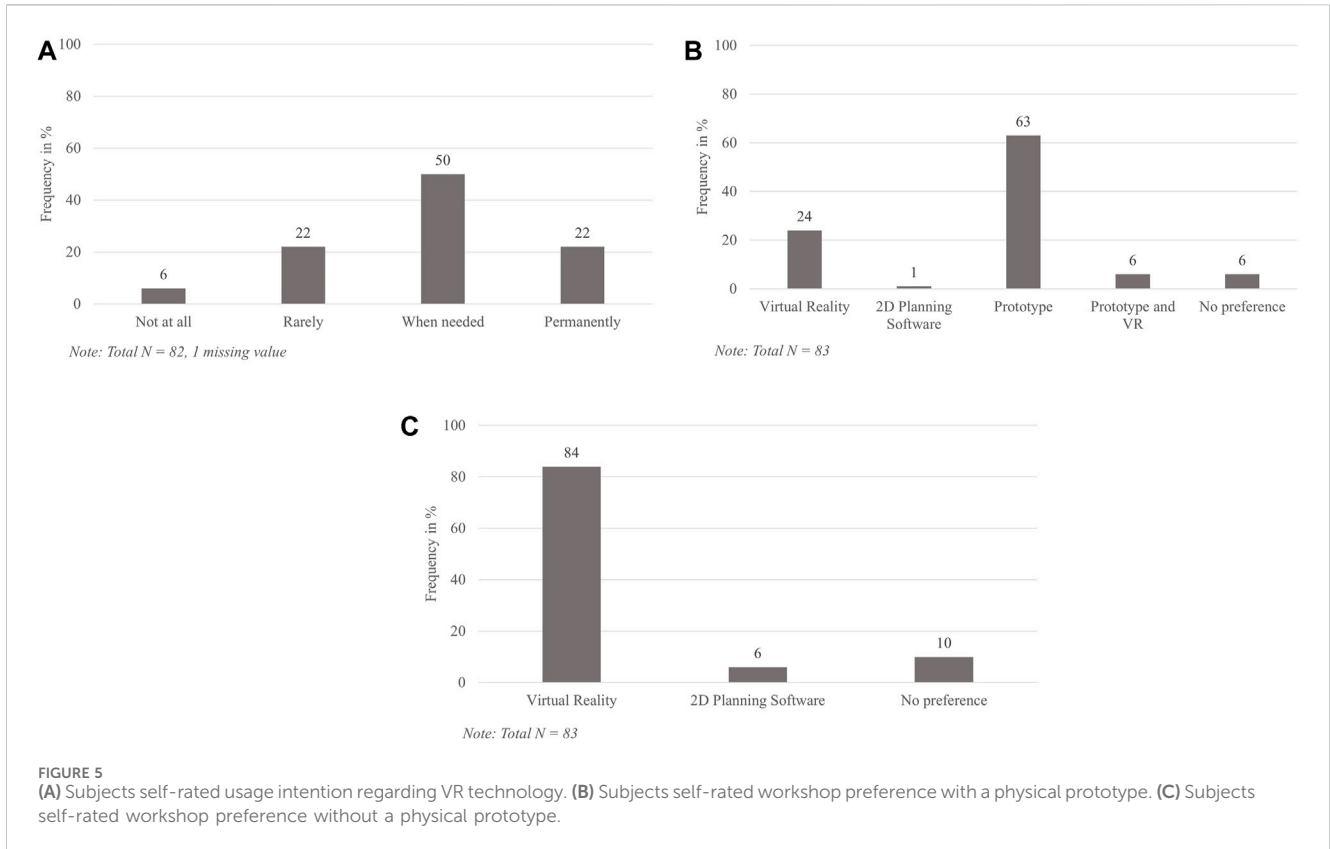 A
Frequency in %
100
80
60
40
20
0
6
22
50
22
Not at all
Rarely
When needed
Permanently
Note: Total N = 82, 1 missing value
B
Frequency in %
100
80
60
40
20
0
24
1
63
6
6
Virtual Reality
2D Planning
Software
Prototype
Prototype and
VR
No preference
Note: Total N = 83
C
Frequency in %
100
80
60
40
20
0
84
6
10
Virtual Reality
2D Planning Software
No preference
Note: Total N = 83
FIGURE 5
(A) Subjects self-rated usage intention regarding VR technology. (B) Subjects self-rated workshop preference with a physical prototype. (C) Subjects
self-rated workshop preference without a physical prototype.